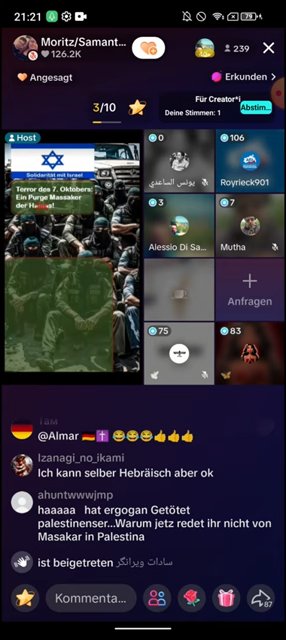 21:21
79
Moritz/Samant...
126.2K
239
Angesagt
Erkunden >
3/10
Für Creator*i
Deine Stimmen: 1
Abstim...
Host
Solidarität mit Israel
Terror des 7. Oktobers:
Ein Purge Massaker
der Hamas!
0
يونس الساعدي
106
Royrieck901
3
Alessio Di Sa...
7
Mutha
Anfragen
75
83
@Almar 🇩🇪✝️ 😂😂😂👍👍👍
Izanagi_no_ikami
Ich kann selber Hebräisch aber ok
ahuntwwwjmp
haaaaa hat ergogan Getötet
palestinenser...Warum jetz redet ihr nicht von
Masakar in Palestina
ist beigetreten سادات ویرانگر
Kommenta...
87